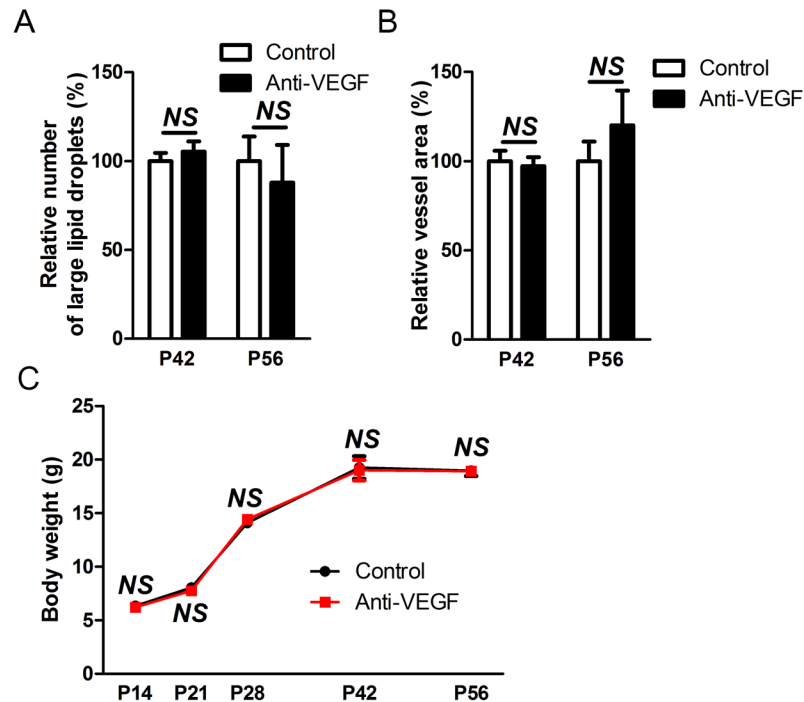 A
Control
Anti-VEGF
Relative number
of large lipid droplets (%)
150
100
50
0
NS
NS
P42
P56
B
Control
Anti-VEGF
Relative vessel area (%)
150
100
50
0
NS
NS
P42
P56
C
Body weight (g)
25
20
15
10
5
0
NS
NS
NS
NS
NS
Control
Anti-VEGF
P14
P21
P28
P42
P56